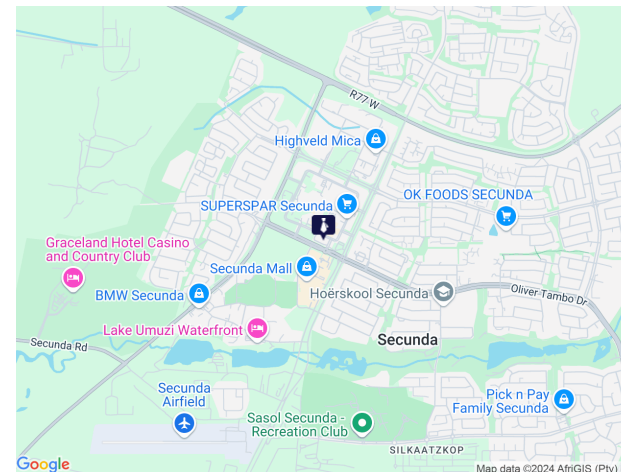 R77 W
Highveld Mica
OK FOODS SECUNDA
SUPERSPAR Secunda
Graceland Hotel Casino
and Country Club
Secunda Mall
BMW Secunda
Hoërskool Secunda
Oliver Tambo Dr
Lake Umuzi Waterfront
Secunda Rd
Secunda
Secunda
Airfield
Pick n Pay
Family Secunda
Sasol Secunda -
Recreation Club
SILKAATZKOP
Google
Map data ©2024 AfriGIS (Pty)